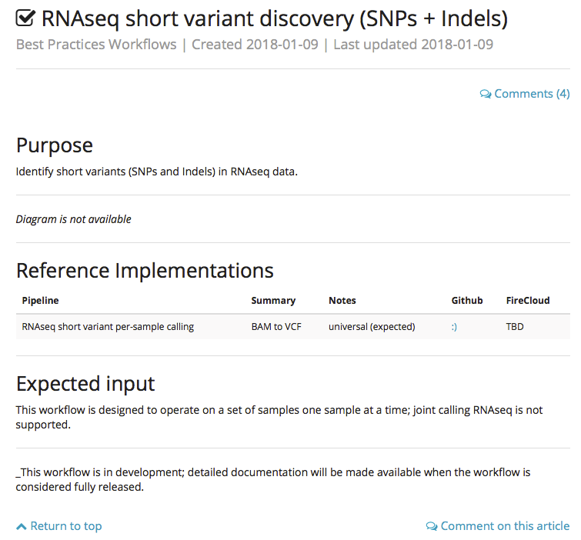 RNAseq short variant discovery (SNPs + Indels)
Best Practices Workflows | Created 2018-01-09 | Last updated 2018-01-09
Comments (4)
Purpose
Identify short variants (SNPs and Indels) in RNAseq data.
Diagram is not available
Reference Implementations
Pipeline Summary Notes Github FireCloud
RNAseq short variant per-sample calling BAM to VCF universal (expected) :) TBD
Expected input
This workflow is designed to operate on a set of samples one sample at a time; joint calling RNAseq is not
supported.
_This workflow is in development; detailed documentation will be made available when the workflow is
considered fully released.
Return to top Comment on this article